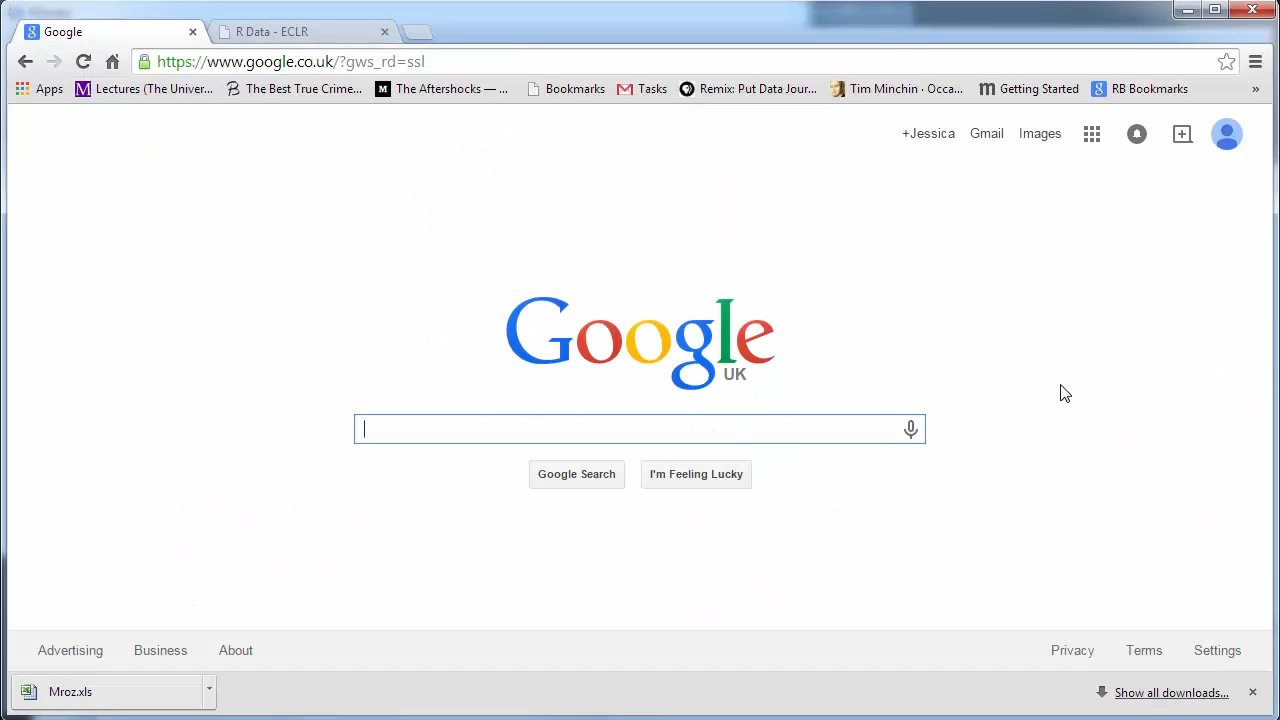 Google
R Data - ECLR
https://www.google.co.uk/?gws_rd=ssl
Apps
Lectures (The Univer...
The Best True Crime...
The Aftershocks — ...
Bookmarks
Tasks
Remix: Put Data Jour...
Tim Minchin · Occa...
Getting Started
RB Bookmarks
»
+Jessica
Gmail
Images
Google
UK
Google Search
I'm Feeling Lucky
Advertising
Business
About
Privacy
Terms
Settings
Mroz.xls
Show all downloads...